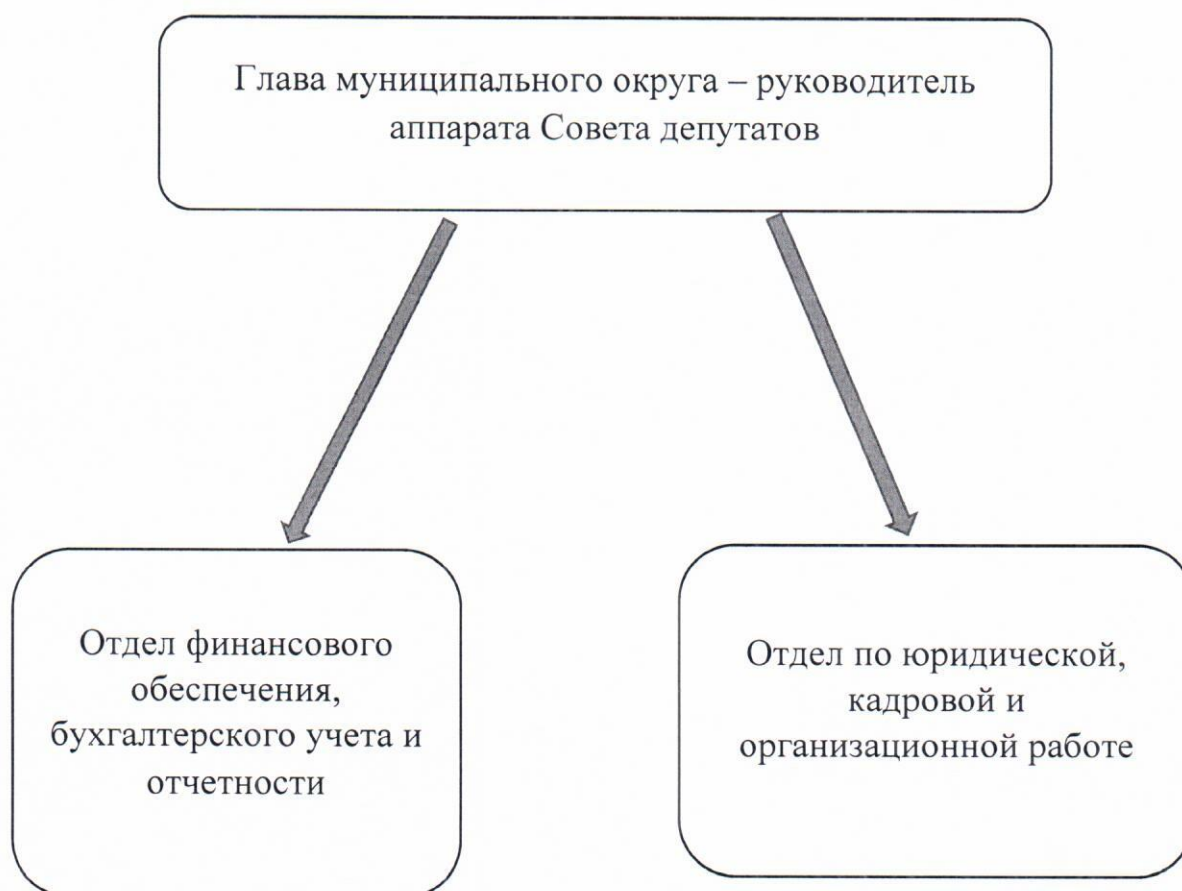 Глава муниципального округа – руководитель
аппарата Совета депутатов
Отдел финансового
обеспечения,
бухгалтерского учета и
отчетности
Отдел по юридической,
кадровой и
организационной работе